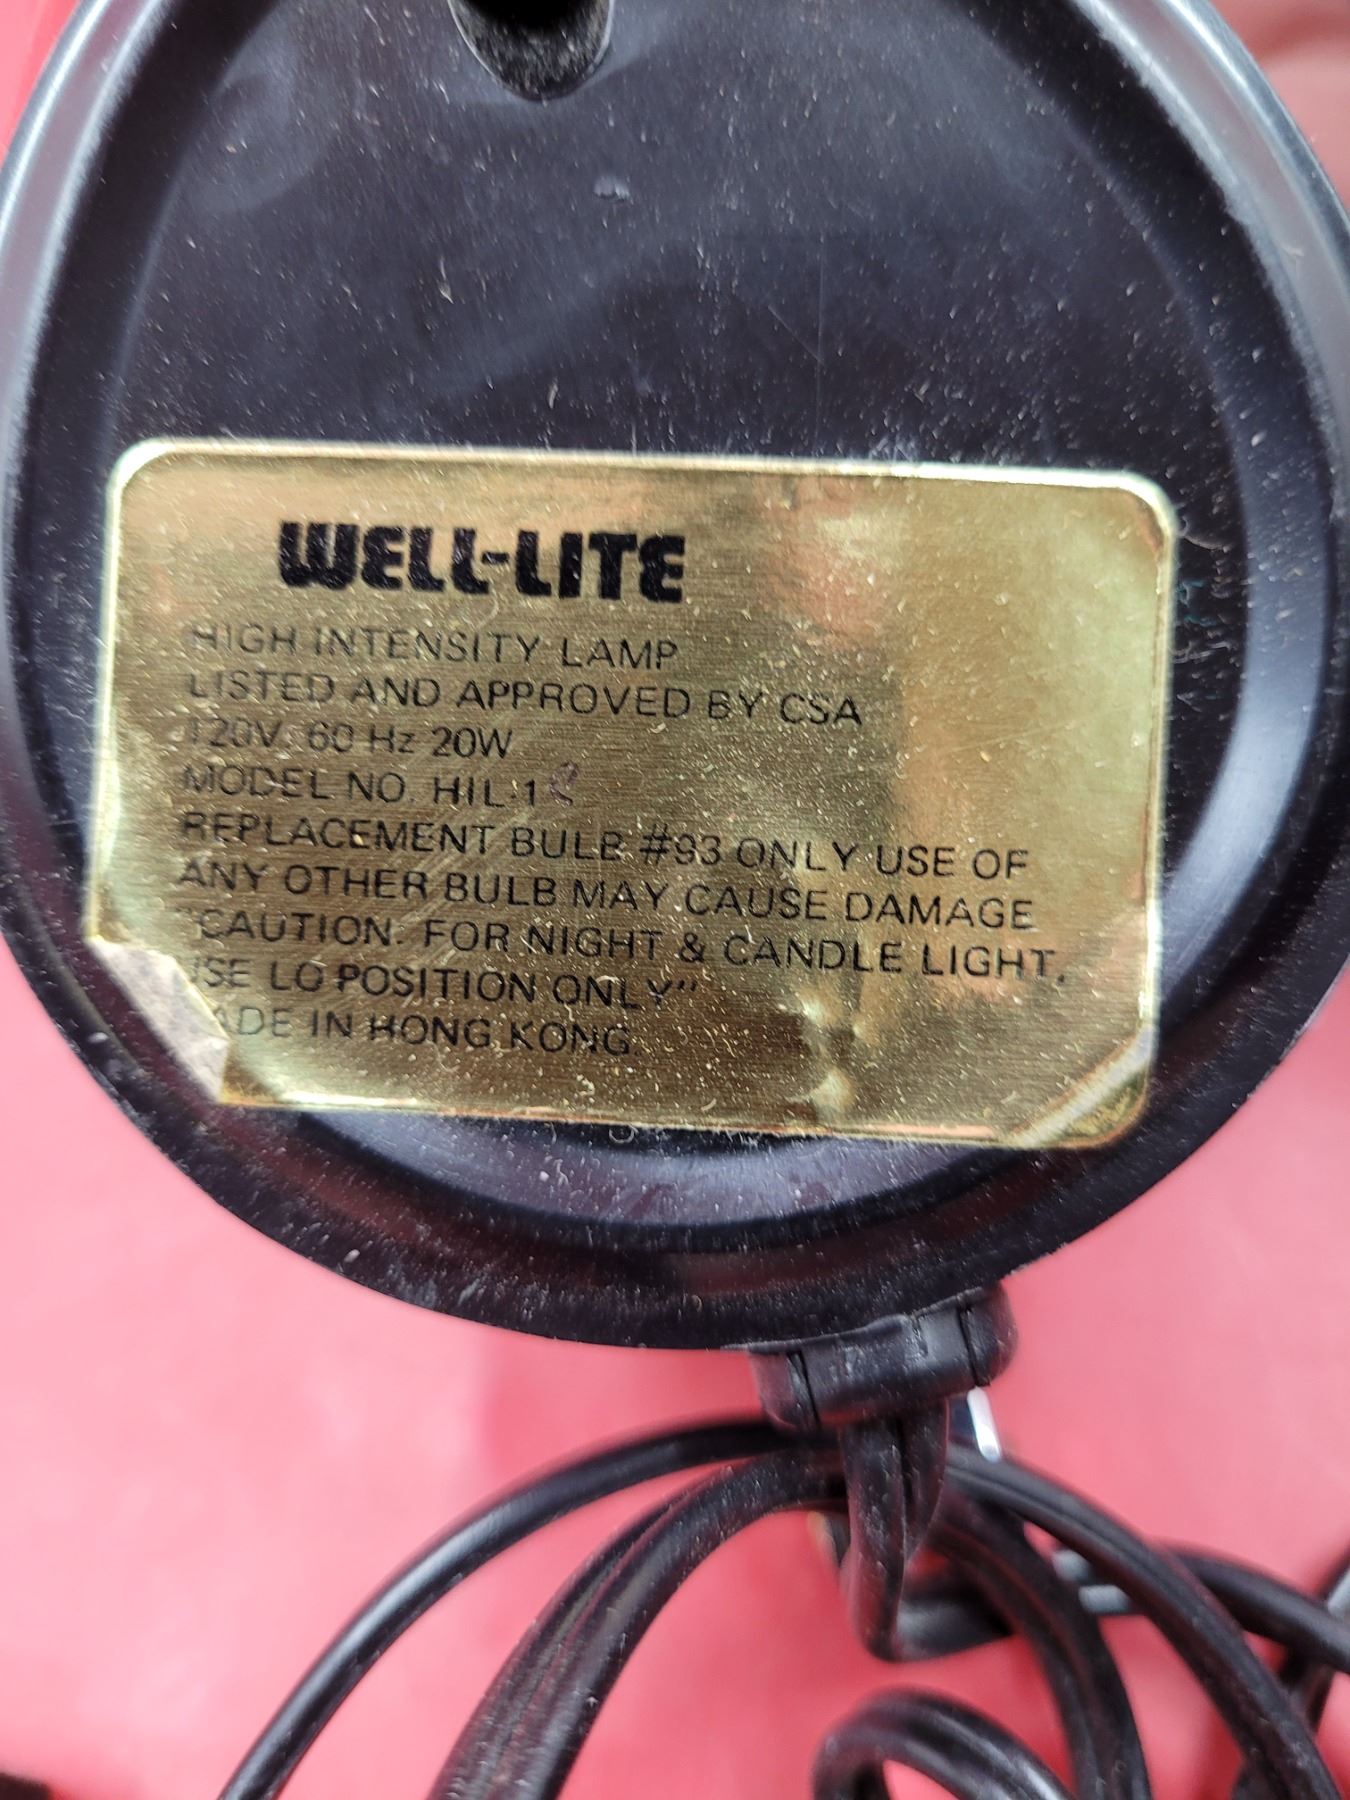 WELL-LITE
HIGH INTENSITY LAMP
LISTED AND APPROVED BY CSA
120V. 60 Hz 20W
MODEL NO. HIL-1
REPLACEMENT BULB #93 ONLY USE OF
ANY OTHER BULB MAY CAUSE DAMAGE
"CAUTION: FOR NIGHT & CANDLE LIGHT,
USE LO POSITION ONLY"
MADE IN HONG KONG.